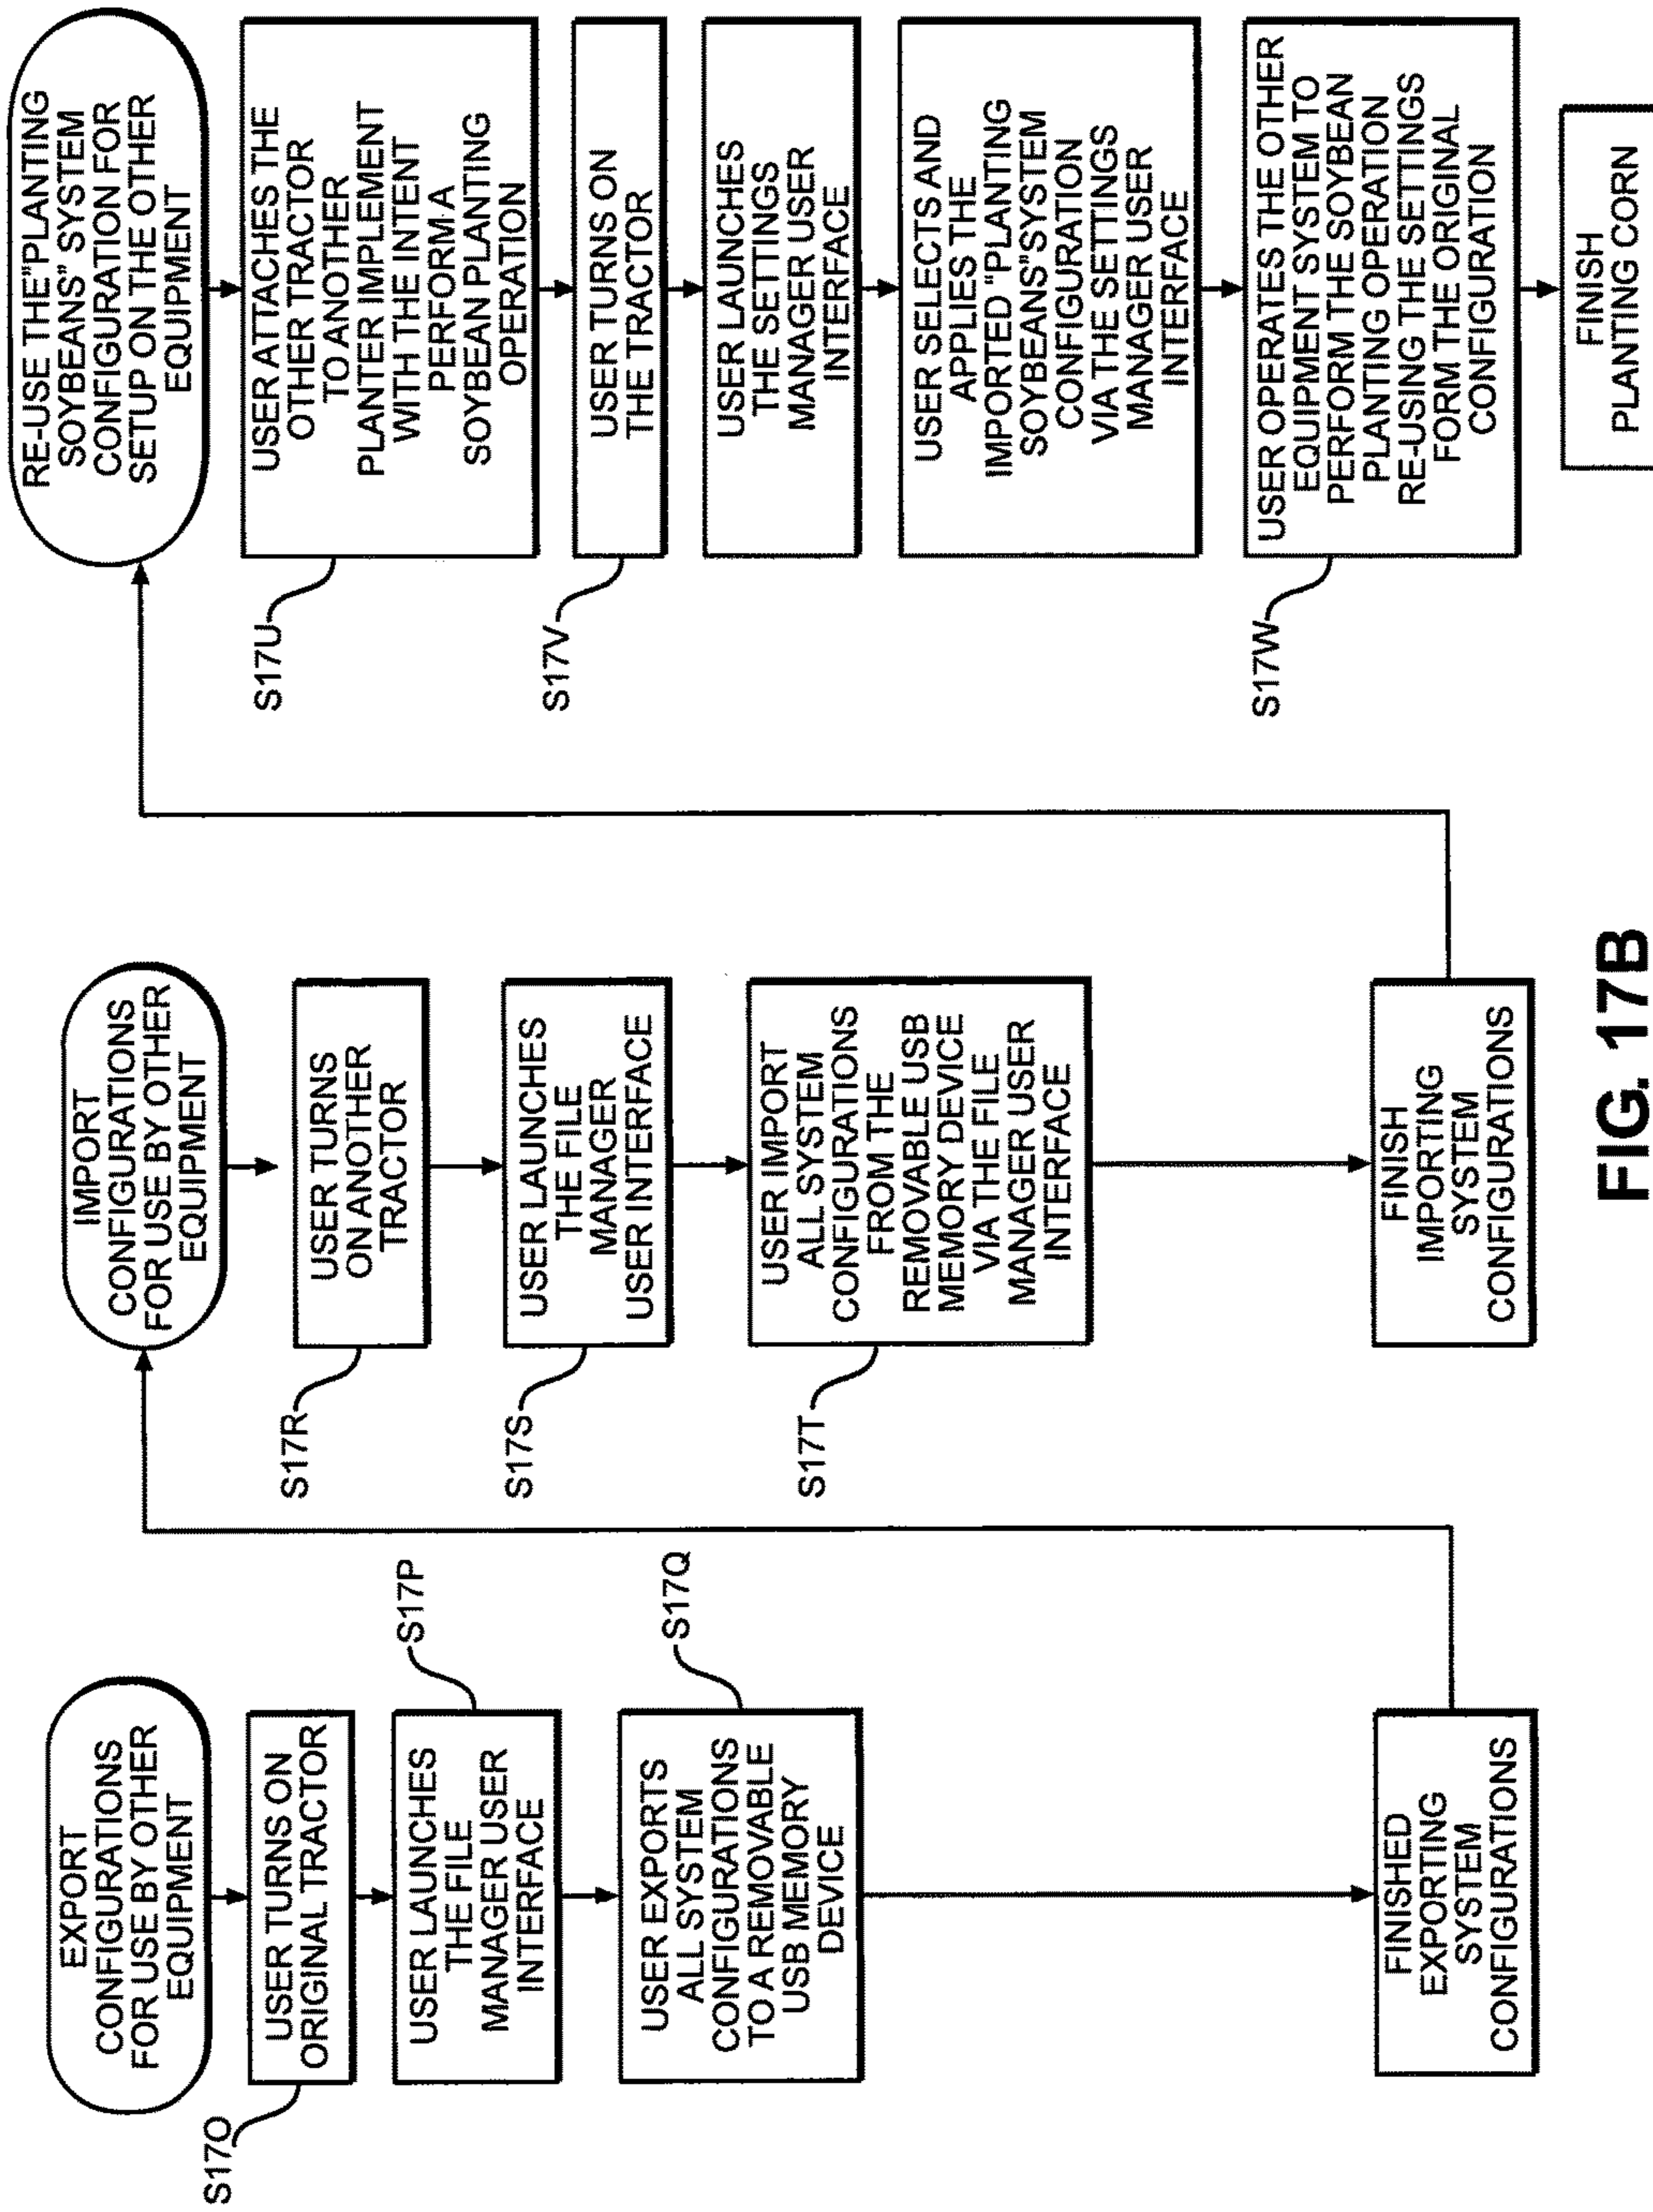 EXPORT
CONFIGURATIONS
FOR USE BY OTHER
EQUIPMENT
S17O
USER TURNS ON
ORIGINAL TRACTOR
USER LAUNCHES
THE FILE
MANAGER USER
INTERFACE
S17P
USER EXPORTS
ALL SYSTEM
CONFIGURATIONS
TO A REMOVABLE
USB MEMORY
DEVICE
S17Q
FINISHED
EXPORTING
SYSTEM
CONFIGURATIONS
IMPORT
CONFIGURATIONS
FOR USE BY OTHER
EQUIPMENT
S17R
USER TURNS
ON ANOTHER
TRACTOR
S17S
USER LAUNCHES
THE FILE
MANAGER
USER INTERFACE
S17T
USER IMPORT
ALL SYSTEM
CONFIGURATIONS
FROM THE
REMOVABLE USB
MEMORY DEVICE
VIA THE FILE
MANAGER USER
INTERFACE
FINISH
IMPORTING
SYSTEM
CONFIGURATIONS
RE-USE THE"PLANTING
SOYBEANS" SYSTEM
CONFIGURATION FOR
SETUP ON THE OTHER
EQUIPMENT
S17U
USER ATTACHES THE
OTHER TRACTOR
TO ANOTHER
PLANTER IMPLEMENT
WITH THE INTENT
PERFORM A
SOYBEAN PLANTING
OPERATION
S17V
USER TURNS ON
THE TRACTOR
USER LAUNCHES
THE SETTINGS
MANAGER USER
INTERFACE
USER SELECTS AND
APPLIES THE
IMPORTED "PLANTING
SOYBEANS"SYSTEM
CONFIGURATION
VIA THE SETTINGS
MANAGER USER
INTERFACE
S17W
USER OPERATES THE OTHER
EQUIPMENT SYSTEM TO
PERFORM THE SOYBEAN
PLANTING OPERATION
RE-USING THE SETTINGS
FORM THE ORIGINAL
CONFIGURATION
FINISH
PLANTING CORN
FIG. 17B